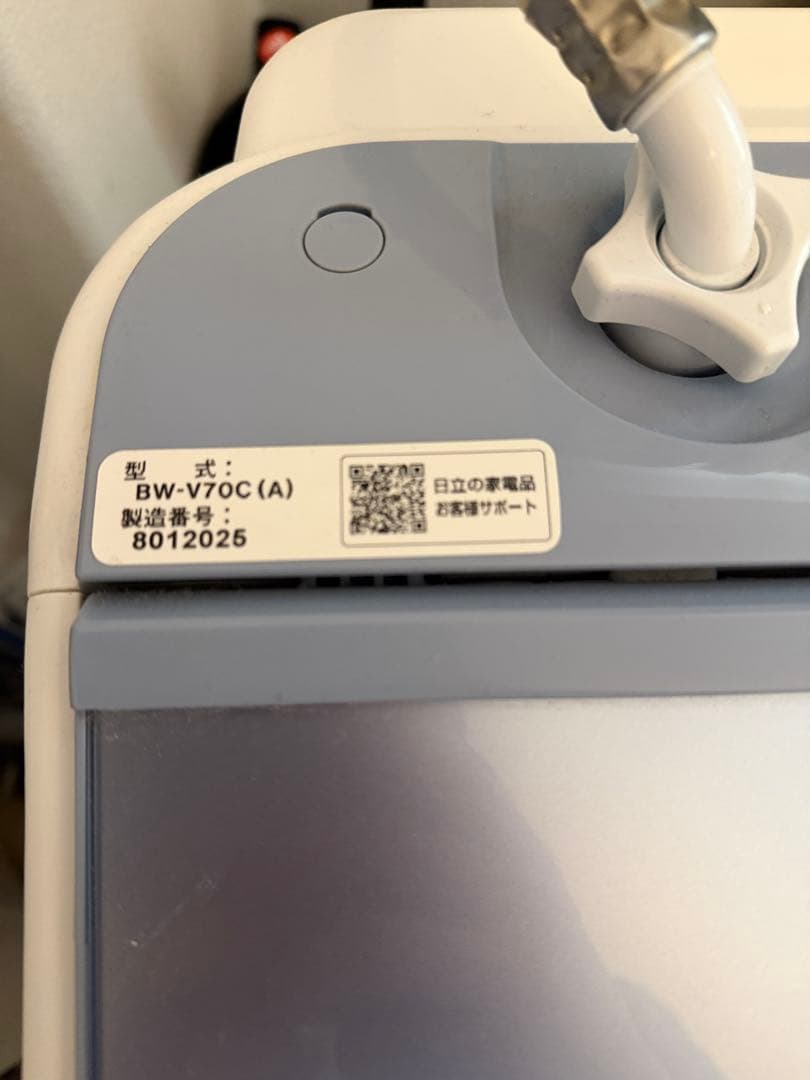 型　　式：
BW-V70C(A)
製造番号：
8012025
日立の家電品
お客様サポート